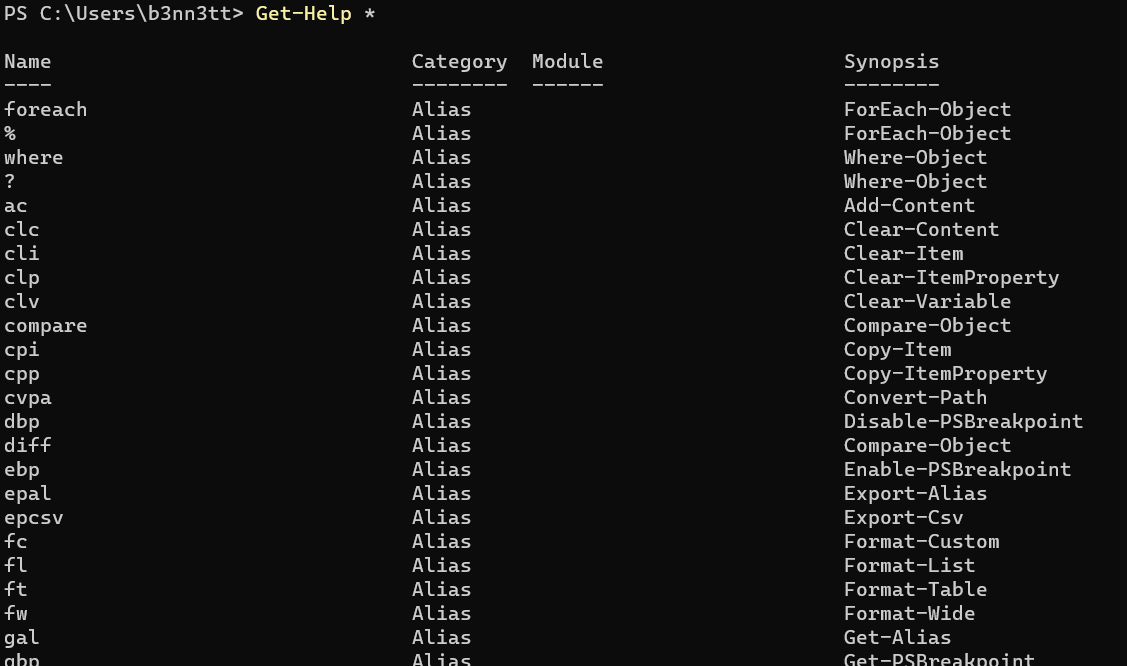 PS C:\Users\b3nn3tt> Get-Help *
Name Category Module Synopsis
---- -------- ------ --------
foreach Alias ForEach-Object
% Alias ForEach-Object
where Alias Where-Object
? Alias Where-Object
ac Alias Add-Content
clc Alias Clear-Content
cli Alias Clear-Item
clp Alias Clear-ItemProperty
clv Alias Clear-Variable
compare Alias Compare-Object
cpi Alias Copy-Item
cpp Alias Copy-ItemProperty
cvpa Alias Convert-Path
dbp Alias Disable-PSBreakpoint
diff Alias Compare-Object
ebp Alias Enable-PSBreakpoint
epal Alias Export-Alias
epcsv Alias Export-Csv
fc Alias Format-Custom
fl Alias Format-List
ft Alias Format-Table
fw Alias Format-Wide
gal Alias Get-Alias
gbp Alias Get-PSBreakpoint